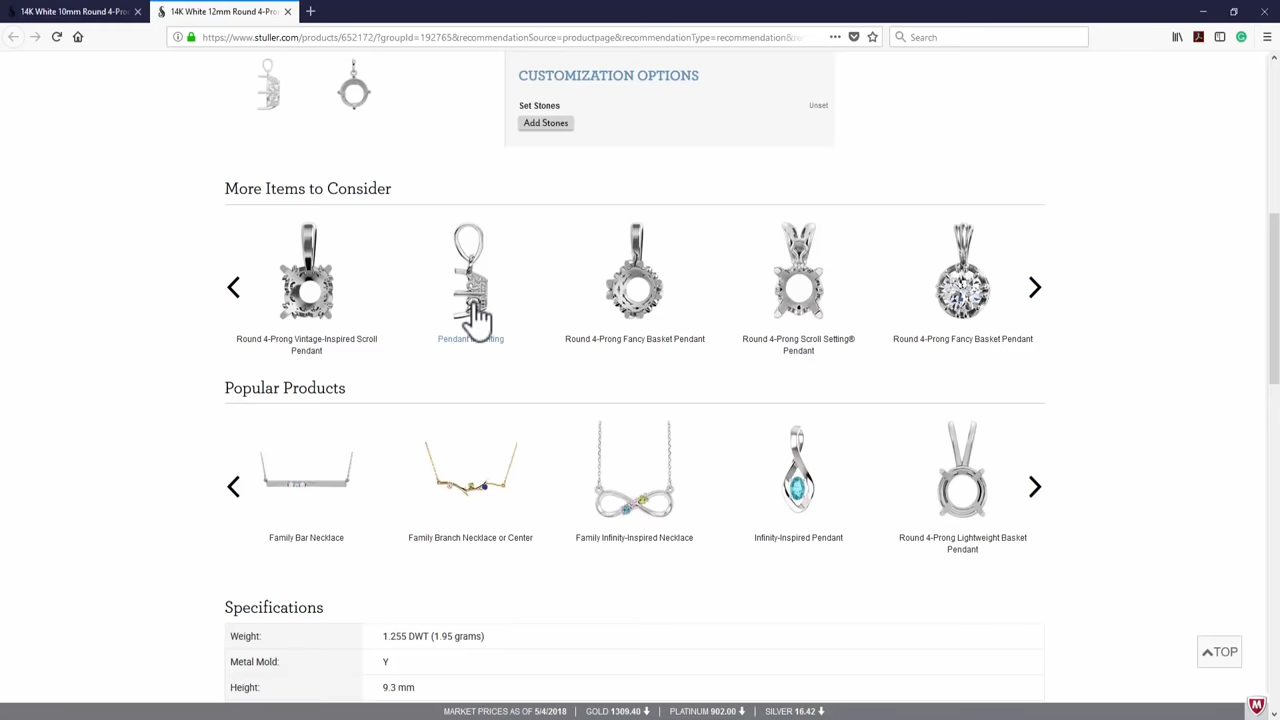 14K White 10mm Round 4-Pro
14K White 12mm Round 4-Pro
https://www.stuller.com/products/652172/?groupId=192765&recommendationSource=productpage&recommendationType=recommendation&re
Search
CUSTOMIZATION OPTIONS
Set Stones
Unset
Add Stones
More Items to Consider
Round 4-Prong Vintage-Inspired Scroll
Pendant
Pendant
Round 4-Prong Fancy Basket Pendant
Round 4-Prong Scroll Setting®
Pendant
Round 4-Prong Fancy Basket Pendant
Popular Products
Family Bar Necklace
Family Branch Necklace or Center
Family Infinity-Inspired Necklace
Infinity-Inspired Pendant
Round 4-Prong Lightweight Basket
Pendant
Specifications
Weight: 1.255 DWT (1.95 grams)
Metal Mold: Y
Height: 9.3 mm
TOP
MARKET PRICES AS OF 5/4/2018 | GOLD 1309.40 | PLATINUM 902.00 | SILVER 16.42